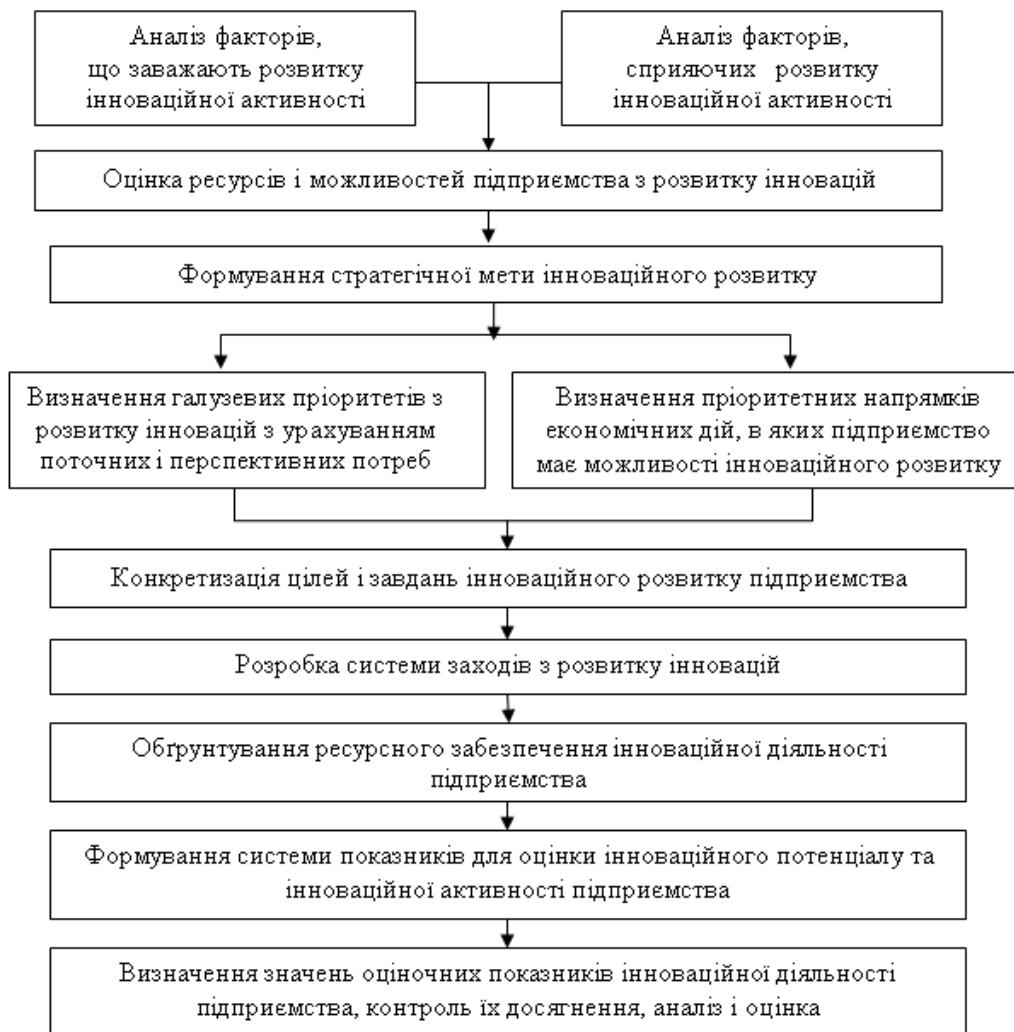 Аналіз факторів,
що заважають розвитку
інноваційної активності
Аналіз факторів,
сприяючих розвитку
інноваційної активності
Оцінка ресурсів і можливостей підприємства з розвитку інновацій
Формування стратегічної мети інноваційного розвитку
Визначення галузевих пріоритетів з
розвитку інновацій з урахуванням
поточних і перспективних потреб
Визначення пріоритетних напрямків
економічних дій, в яких підприємство
має можливості інноваційного розвитку
Конкретизація цілей і завдань інноваційного розвитку підприємства
Розробка системи заходів з розвитку інновацій
Обґрунтування ресурсного забезпечення інноваційної діяльності
підприємства
Формування системи показників для оцінки інноваційного потенціалу та
інноваційної активності підприємства
Визначення значень оціночних показників інноваційної діяльності
підприємства, контроль їх досягнення, аналіз і оцінка